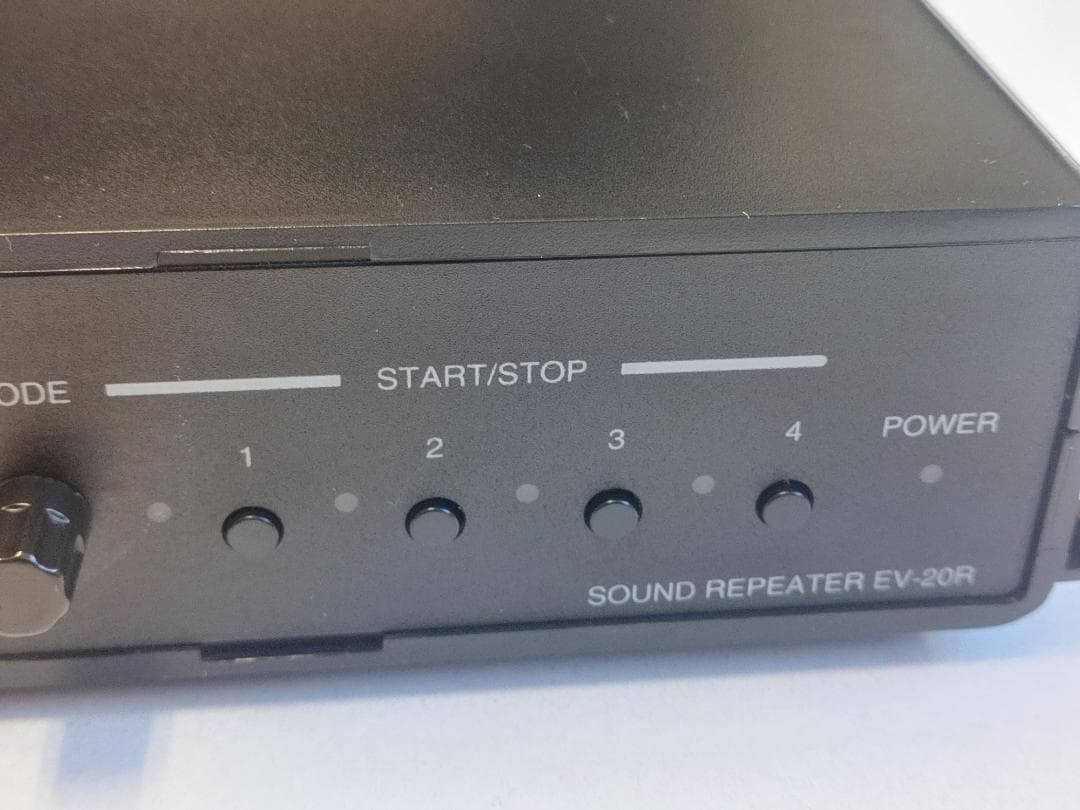 ODE START/STOP
1 2 3 4 POWER
SOUND REPEATER EV-20R